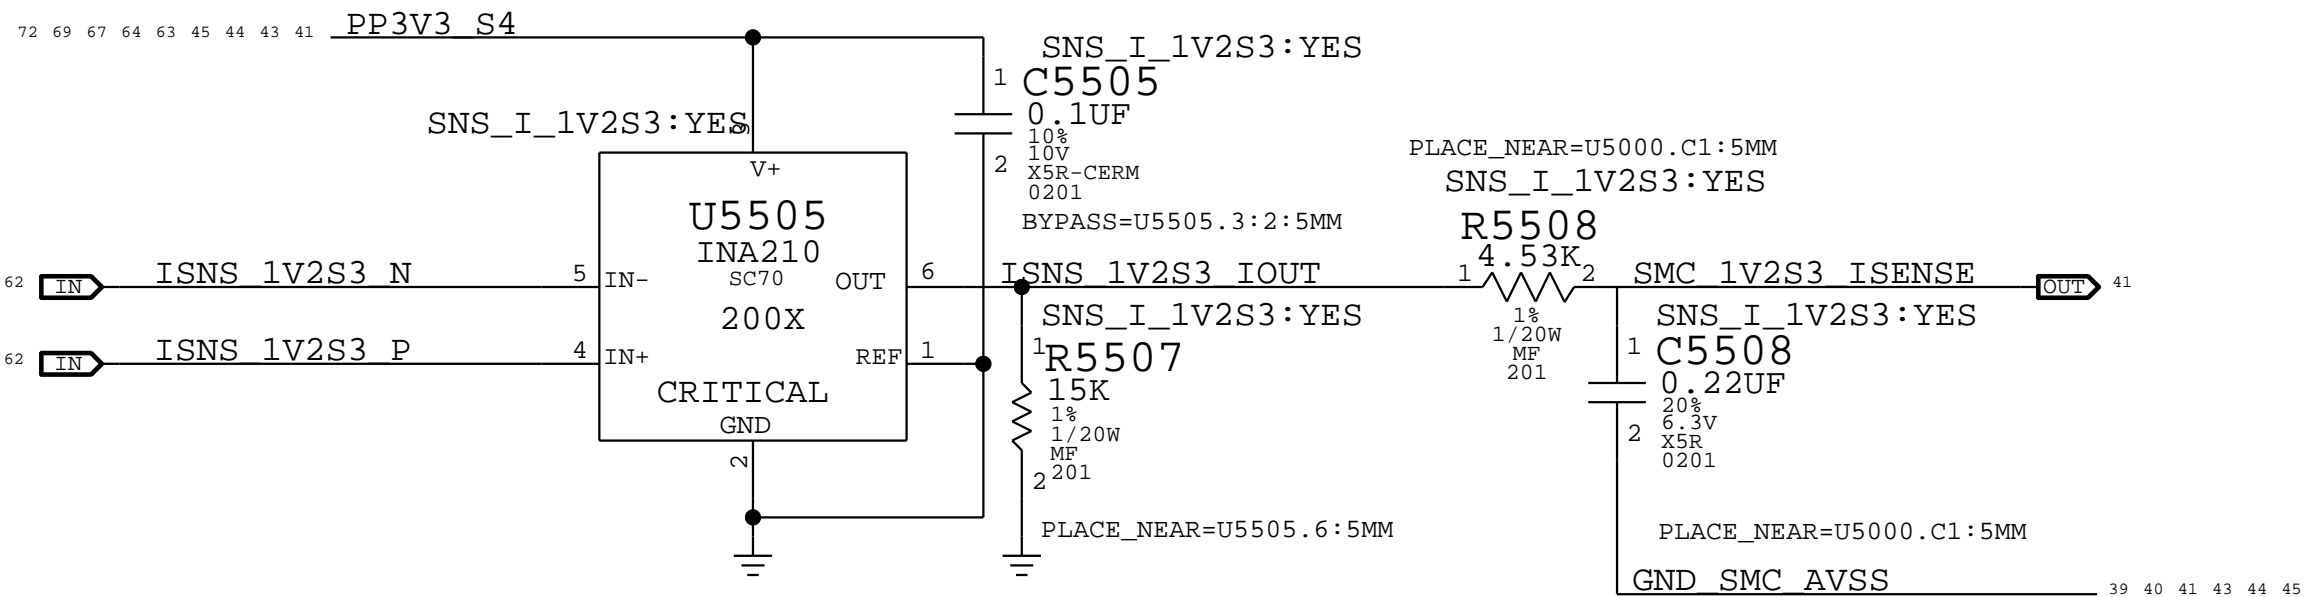 72 69 67 64 63 45 44 43 41 PP3V3_S4
SNS_I_1V2S3:YES
1
C5505
0.1UF
10%
10V
2
X5R-CERM
0201
BYPASS=U5505.3:2:5MM
SNS_I_1V2S3:YES
3
V+
U5505
INA210
SC70
200X
CRITICAL
GND
2
62 IN ISNS_1V2S3_N 5 IN-
62 IN ISNS_1V2S3_P 4 IN+
OUT 6 ISNS_1V2S3_IOUT
REF 1
SNS_I_1V2S3:YES
1
R5507
15K
1%
1/20W
MF
201
2
PLACE_NEAR=U5505.6:5MM
PLACE_NEAR=U5000.C1:5MM
SNS_I_1V2S3:YES
R5508
4.53K
1 2
1%
1/20W
MF
201
SMC_1V2S3_ISENSE OUT 41
SNS_I_1V2S3:YES
1
C5508
0.22UF
20%
6.3V
2
X5R
0201
PLACE_NEAR=U5000.C1:5MM
GND_SMC_AVSS 39 40 41 43 44 45